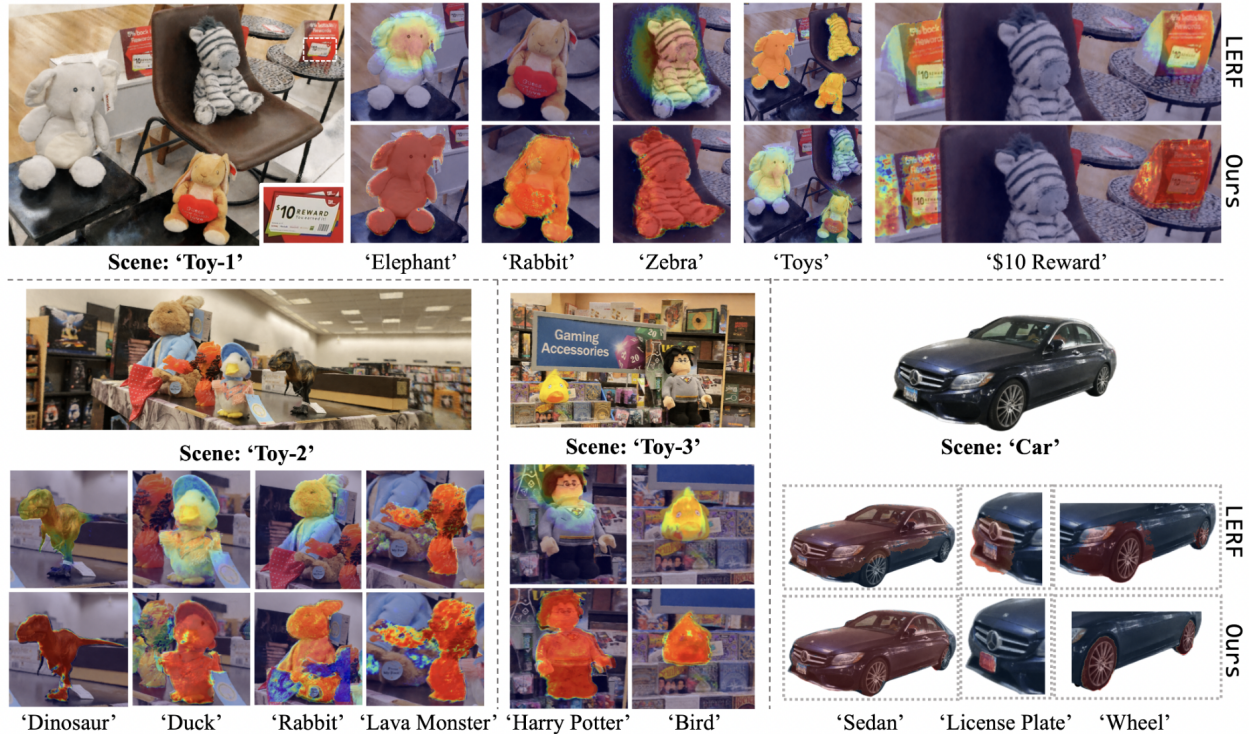 $10 REWARD
LERF
Ours
Scene: ‘Toy-1’
‘Elephant’
‘Rabbit’
‘Zebra’
‘Toys’
‘$10 Reward’
Gaming
Accessories
20
Scene: ‘Toy-2’
Scene: ‘Toy-3’
Scene: ‘Car’
LERF
Ours
‘Dinosaur’
‘Duck’
‘Rabbit’
‘Lava Monster’
‘Harry Potter’
‘Bird’
‘Sedan’
‘License Plate’
‘Wheel’